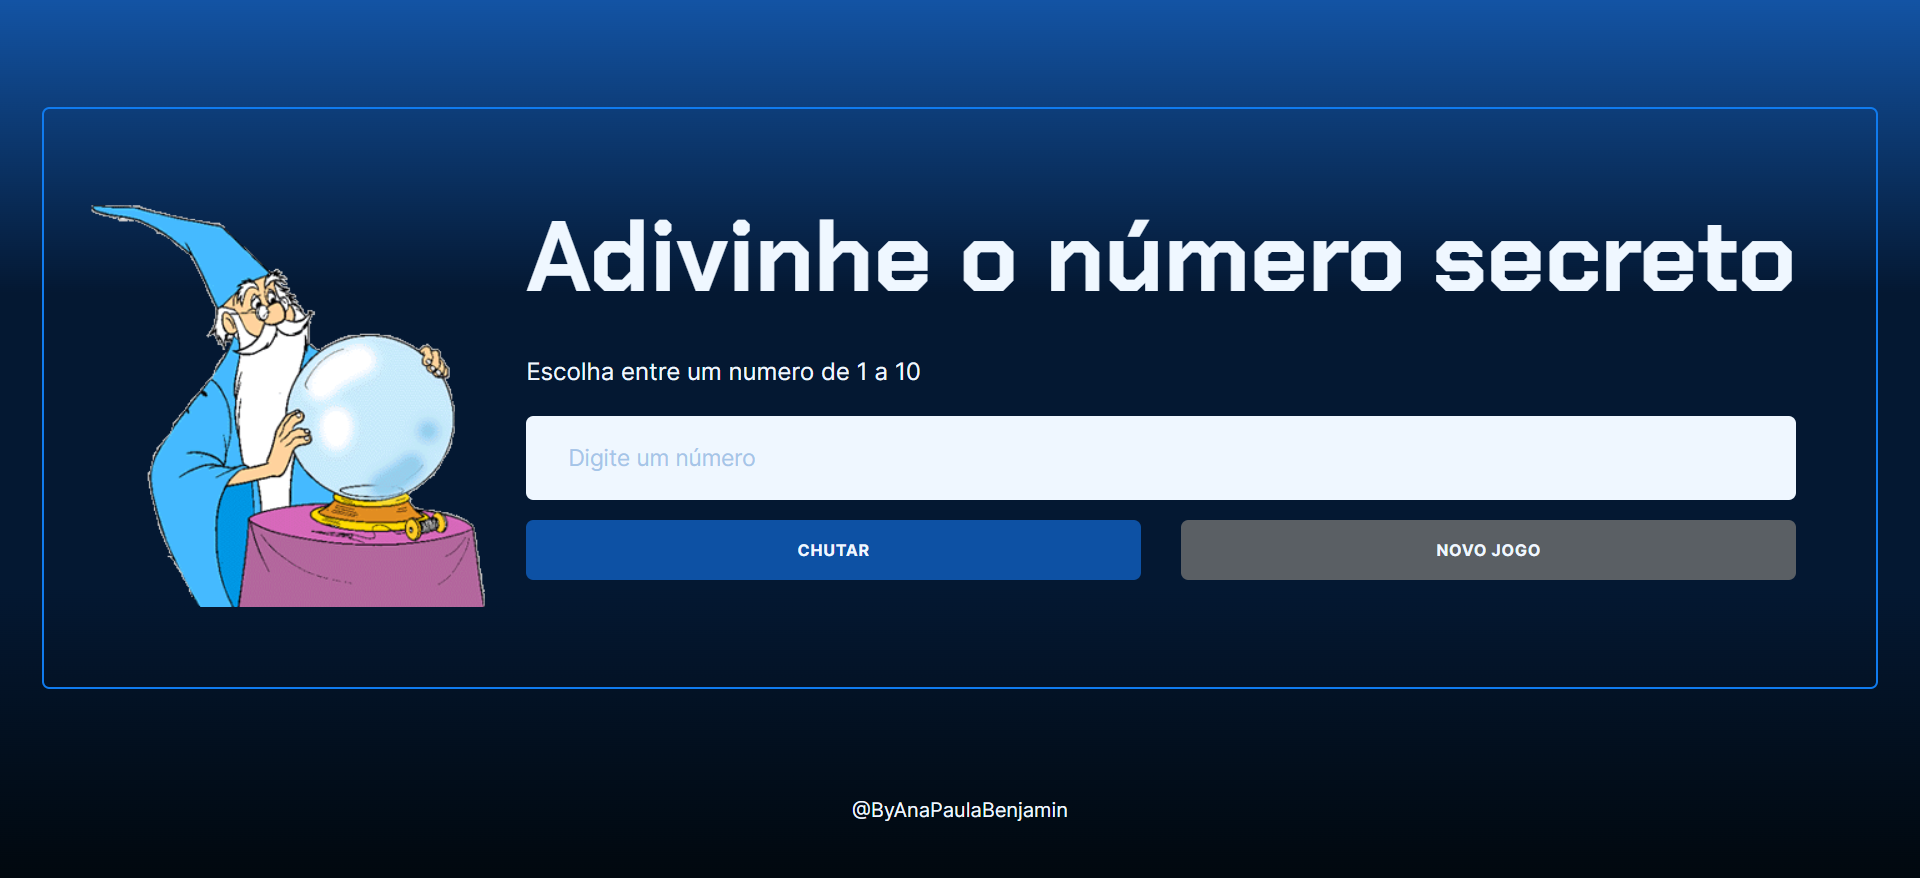 Adivinhe o número secreto
Escolha entre um numero de 1 a 10
Digite um número
CHUTAR
NOVO JOGO
@ByAnaPaulaBenjamin